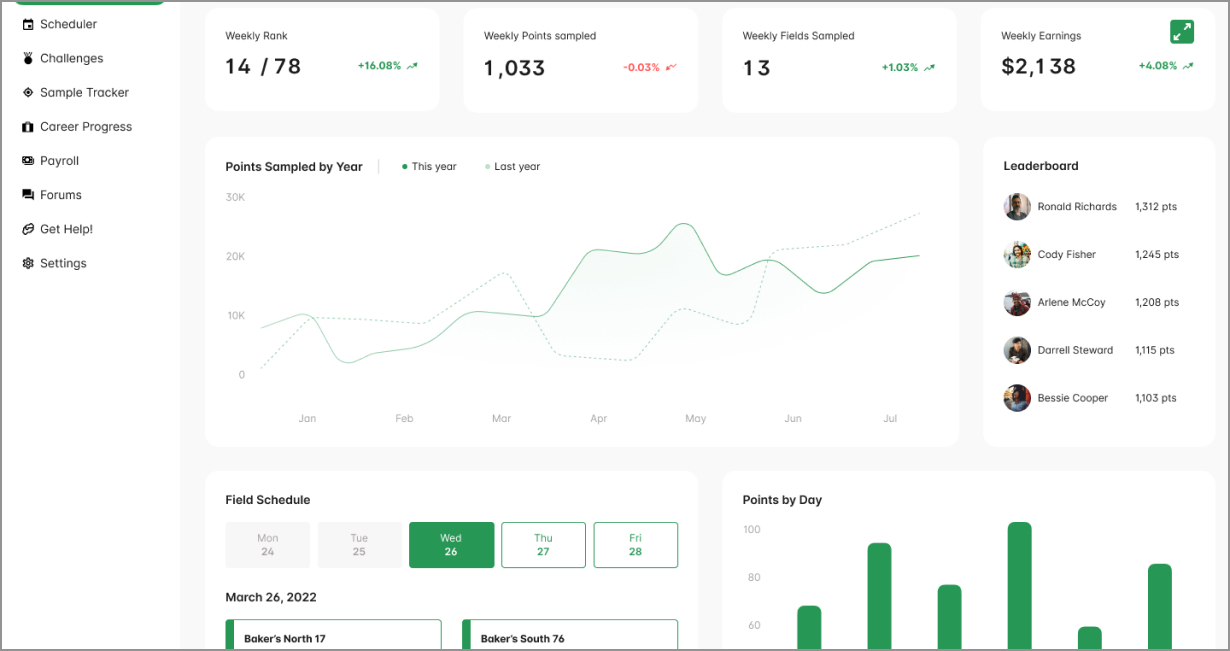 Scheduler
Challenges
Sample Tracker
Career Progress
Payroll
Forums
Get Help!
Settings
Weekly Rank
14 / 78
+16.08%
Weekly Points sampled
1,033
-0.03%
Weekly Fields Sampled
13
+1.03%
Weekly Earnings
$2,138
+4.08%
Points Sampled by Year
This year
Last year
30K
20K
10K
0
Jan
Feb
Mar
Apr
May
Jun
Jul
Leaderboard
Ronald Richards 1,312 pts
Cody Fisher 1,245 pts
Arlene McCoy 1,208 pts
Darrell Steward 1,115 pts
Bessie Cooper 1,103 pts
Field Schedule
Mon
24
Tue
25
Wed
26
Thu
27
Fri
28
March 26, 2022
Baker's North 17
Baker's South 76
Points by Day
100
80
60